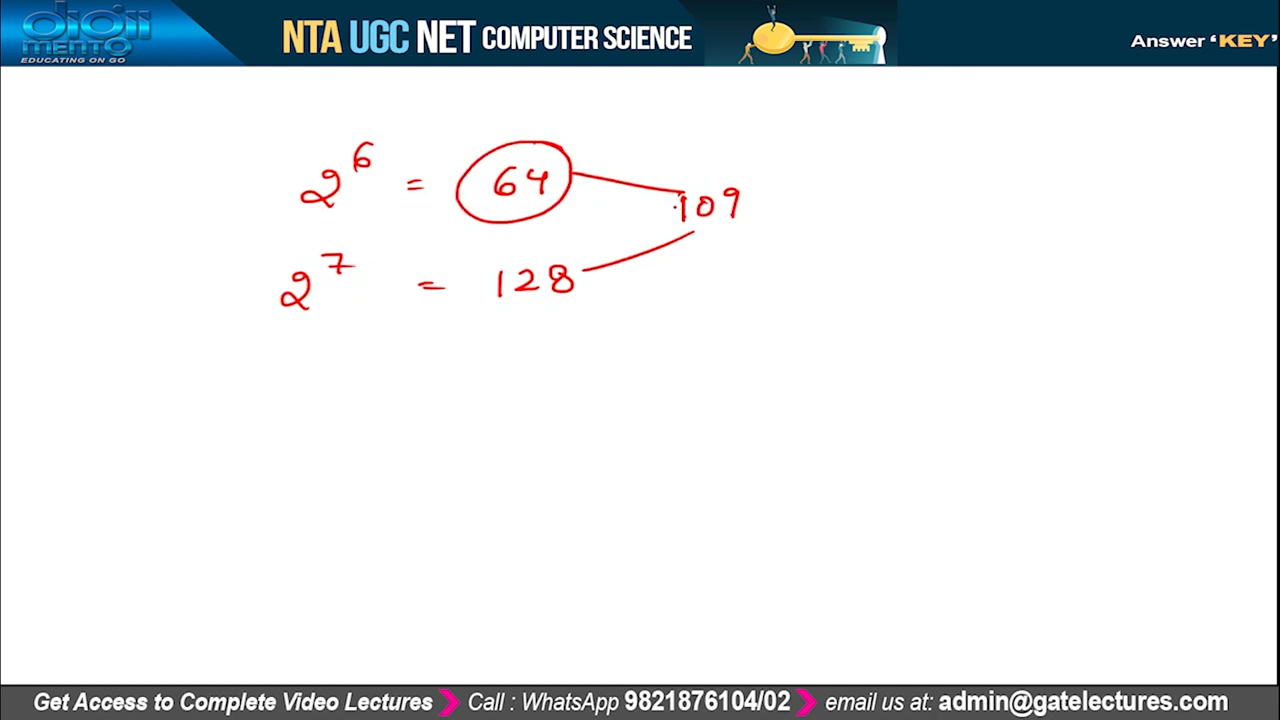 digii
MENTO
EDUCATING ON GO
NTA UGC NET COMPUTER SCIENCE
Answer ‘KEY’
2^6 = 64
109
2^7 = 128
Get Access to Complete Video Lectures Call : WhatsApp 9821876104/02 email us at: admin@gatelectures.com